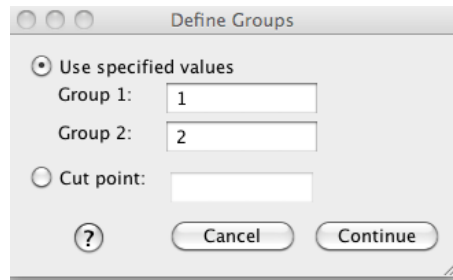 Define Groups
Use specified values
Group 1: 1
Group 2: 2
Cut point:
? Cancel Continue